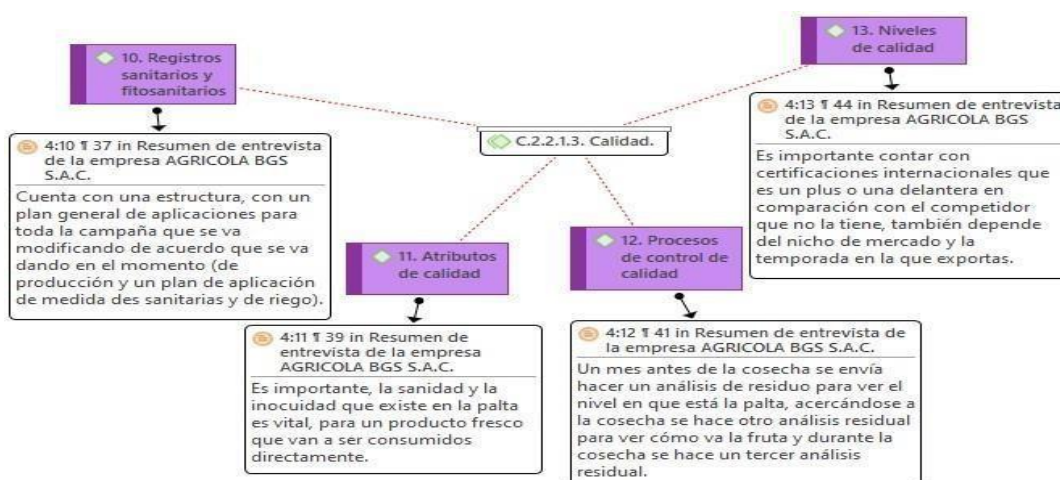 10. Registros
sanitarios y
fitosanitarios
4:10 ¶ 37 in Resumen de entrevista
de la empresa AGRICOLA BGS
S.A.C.
Cuenta con una estructura, con un
plan general de aplicaciones para
toda la campaña que se va
modificando de acuerdo que se va
dando en el momento (de
producción y un plan de aplicación
de medida des sanitarias y de riego).
C.2.2.1.3. Calidad.
11. Atributos
de calidad
4:11 ¶ 39 in Resumen de
entrevista de la empresa
AGRICOLA BGS S.A.C.
Es importante, la sanidad y la
inocuidad que existe en la palta
es vital, para un producto fresco
que van a ser consumidos
directamente.
12. Procesos
de control de
calidad
4:12 ¶ 41 in Resumen de entrevista de
la empresa AGRICOLA BGS S.A.C.
Un mes antes de la cosecha se envía
hacer un análisis de residuo para ver el
nivel en que está la palta, acercándose a
la cosecha se hace otro análisis residual
para ver cómo va la fruta y durante la
cosecha se hace un tercer análisis
residual.
13. Niveles
de calidad
4:13 ¶ 44 in Resumen de entrevista
de la empresa AGRICOLA BGS
S.A.C.
Es importante contar con
certificaciones internacionales que
es un plus o una delantera en
comparación con el competidor
que no la tiene, también depende
del nicho de mercado y la
temporada en la que exportas.